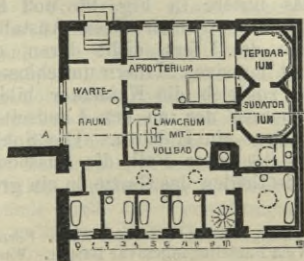 TEPIDAR-
IUM
APODYTERIUM
WARTE-
RAUM
SUDATOR
IUM
A
LAVACRUM
MIT
VOLLBAD